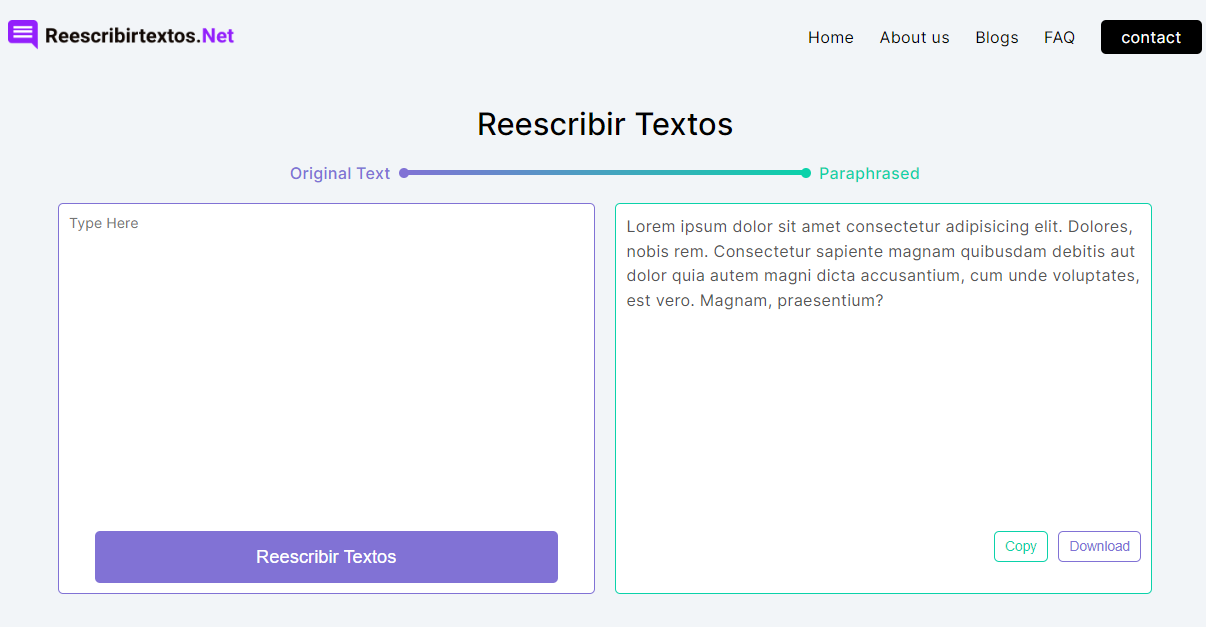 Reescribirtextos.Net
Home About us Blogs FAQ contact
Reescribir Textos
Original Text Paraphrased
Type Here
Lorem ipsum dolor sit amet consectetur adipisicing elit. Dolores,
nobis rem. Consectetur sapiente magnam quibusdam debitis aut
dolor quia autem magni dicta accusantium, cum unde voluptates,
est vero. Magnam, praesentium?
Reescribir Textos
Copy Download